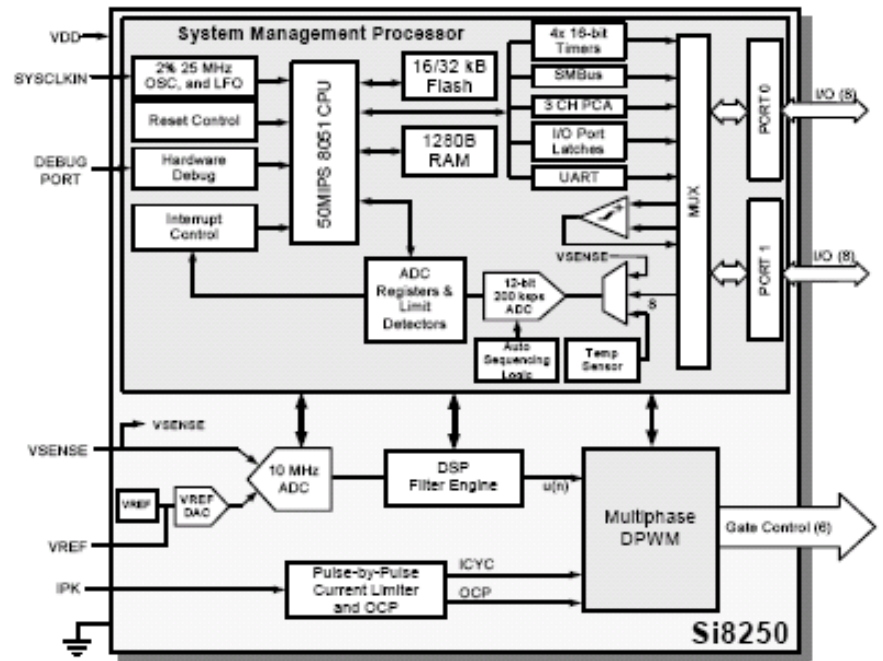 System Management Processor
VDD
SYSCLKIN
DEBUG
PORT
2% 25 MHz
OSC, and LFO
Reset Control
Hardware
Debug
Interrupt
Control
50MIPS 8051 CPU
16/32 kB
Flash
1280B
RAM
4x 16-bit
Timers
SMBus
3 CH PCA
I/O Port
Latches
UART
MUX
PORT 0
I/O (8)
PORT 1
I/O (8)
VSENSE
8
ADC
Registers &
Limit
Detectors
12-bit
200 ksps
ADC
Auto
Sequencing
Logic
Temp
Sensor
VSENSE
VSENSE
10 MHz
ADC
DSP
Filter Engine
u(n)
VREF
VREF
DAC
VREF
Multiphase
DPWM
Gate Control (6)
IPK
Pulse-by-Pulse
Current Limiter
and OCP
ICYC
OCP
Si8250